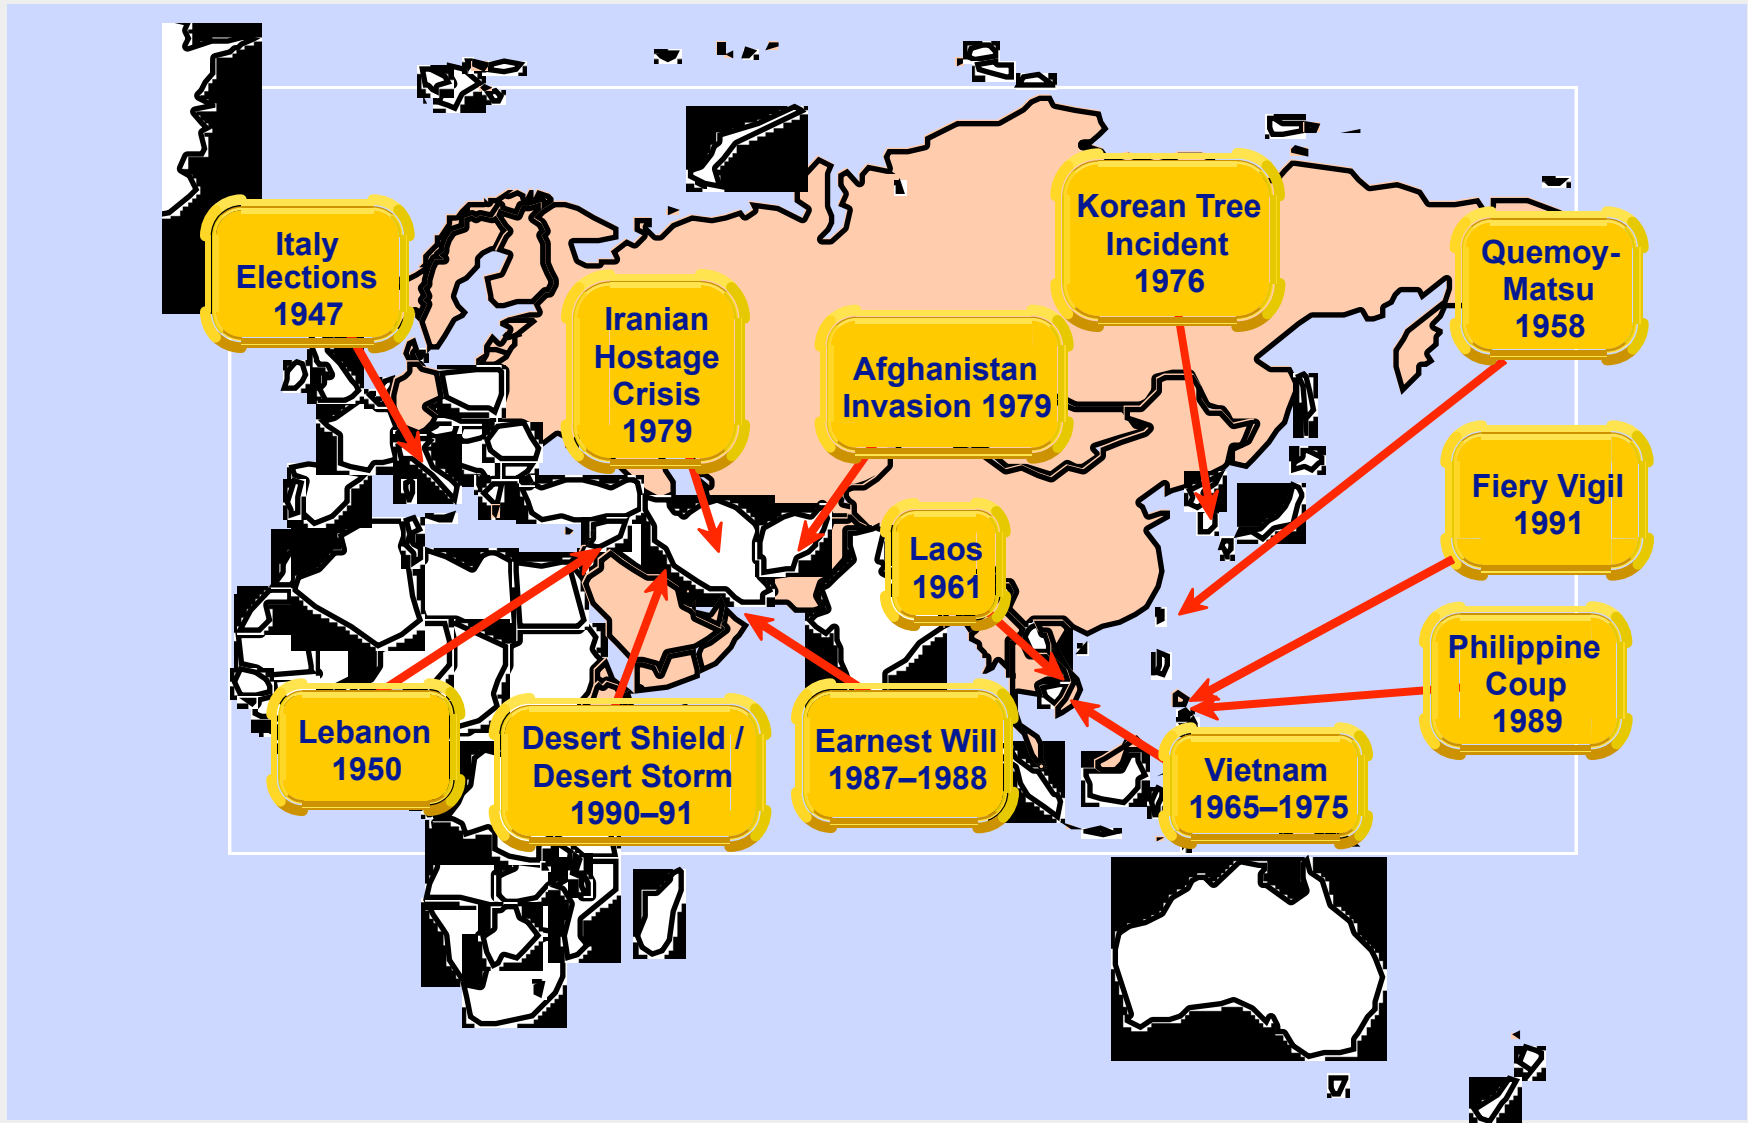 Italy
Elections
1947
Iranian
Hostage
Crisis
1979
Afghanistan
Invasion 1979
Korean Tree
Incident
1976
Quemoy-
Matsu
1958
Fiery Vigil
1991
Laos
1961
Philippine
Coup
1989
Lebanon
1950
Desert Shield /
Desert Storm
1990–91
Earnest Will
1987–1988
Vietnam
1965–1975